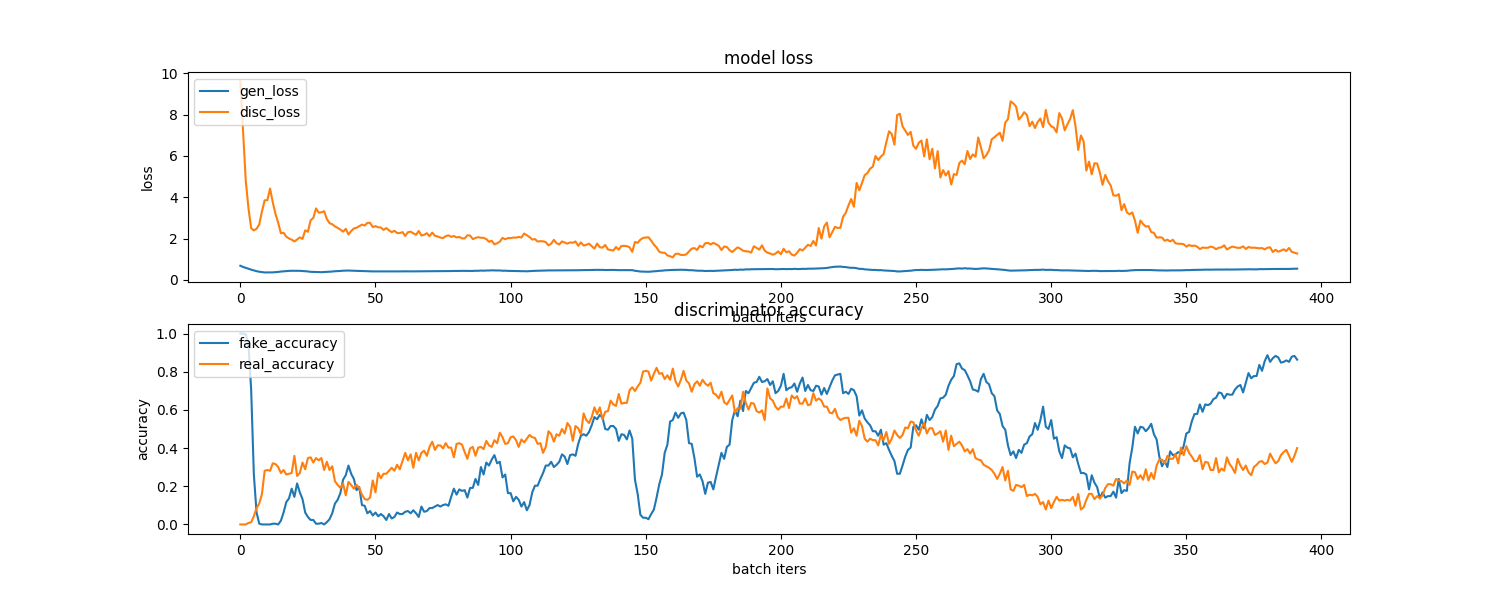 model loss
10
8
6
4
2
0
loss
gen_loss
disc_loss
0 50 100 150 200 250 300 350 400
batch iters
discriminator accuracy
1.0
0.8
0.6
0.4
0.2
0.0
accuracy
fake_accuracy
real_accuracy
0 50 100 150 200 250 300 350 400
batch iters